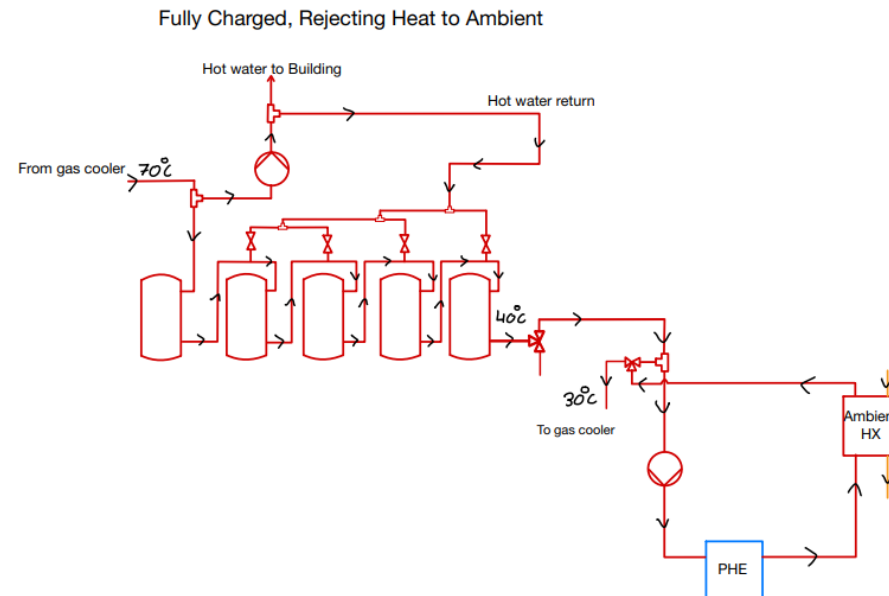 Fully Charged, Rejecting Heat to Ambient
Hot water to Building
Hot water return
From gas cooler
70°C
40°C
30°C
To gas cooler
HX
PHE